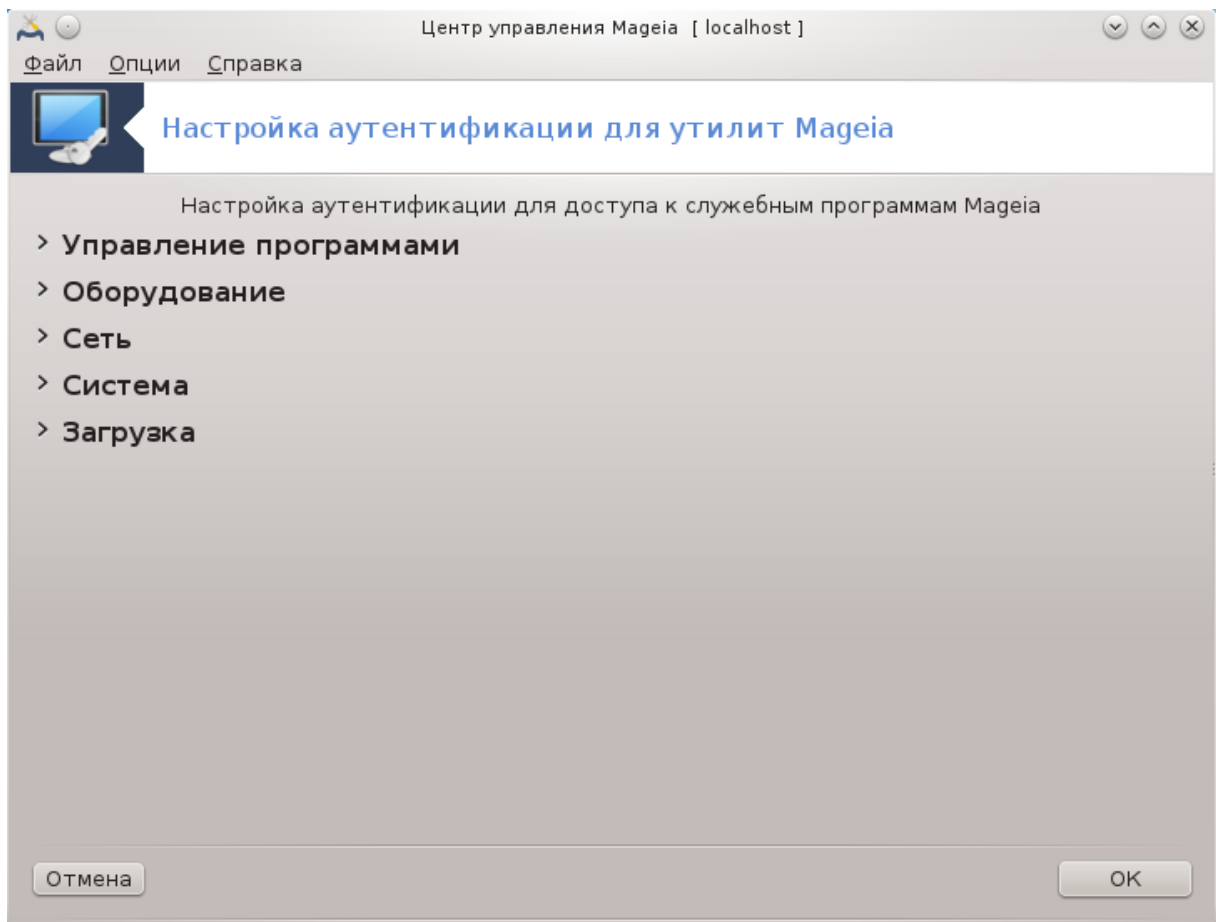 Центр управления Mageia [ localhost ]
Файл Опции Справка
Настройка аутентификации для утилит Mageia
Настройка аутентификации для доступа к служебным программам Mageia
Управление программами
Оборудование
Сеть
Система
Загрузка
Отмена OK